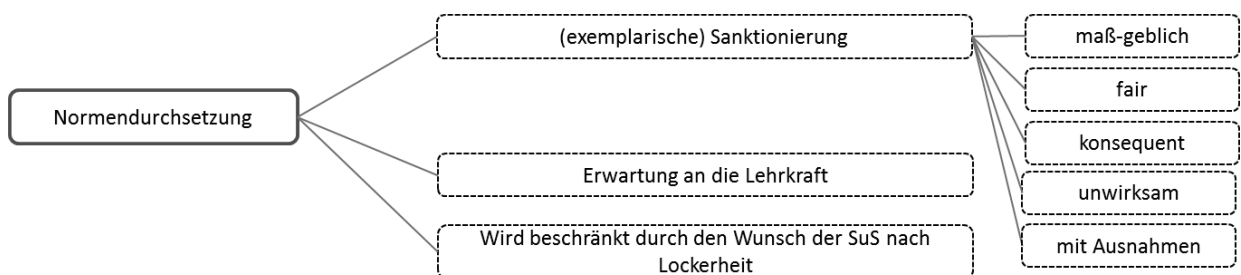 Normendurchsetzung
(exemplarische) Sanktionierung
Erwartung an die Lehrkraft
Wird beschränkt durch den Wunsch der SuS nach
Lockerheit
maß-geblich
fair
konsequent
unwirksam
mit Ausnahmen